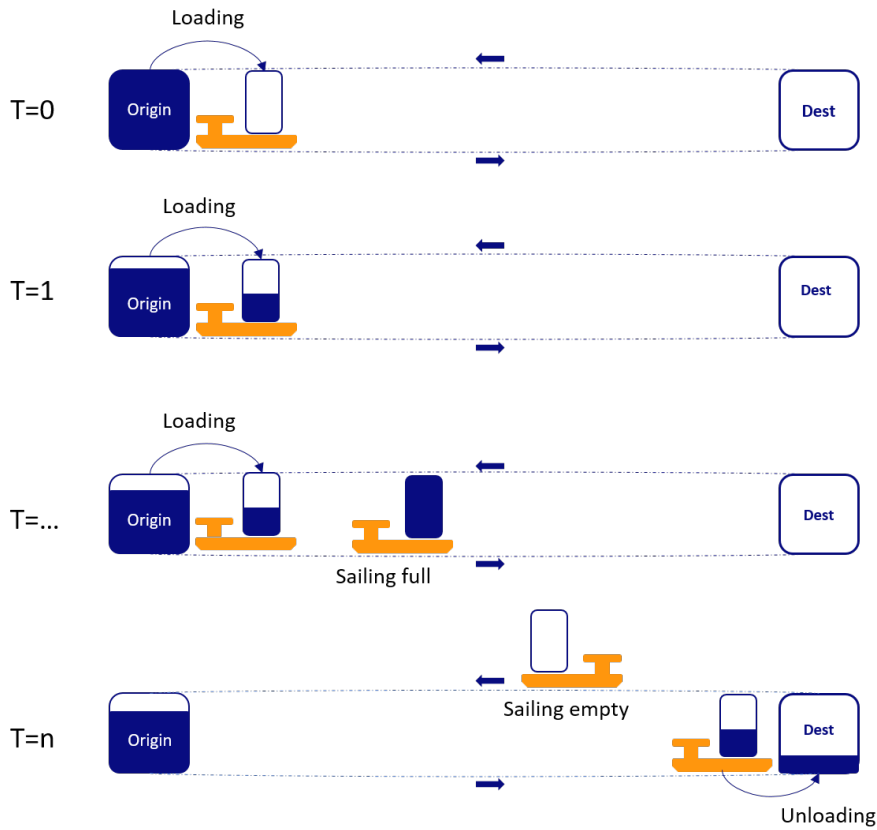 Loading
T=0
Origin
Dest
Loading
T=1
Origin
Dest
Loading
T=...
Origin
Dest
Sailing full
Sailing empty
T=n
Origin
Dest
Unloading